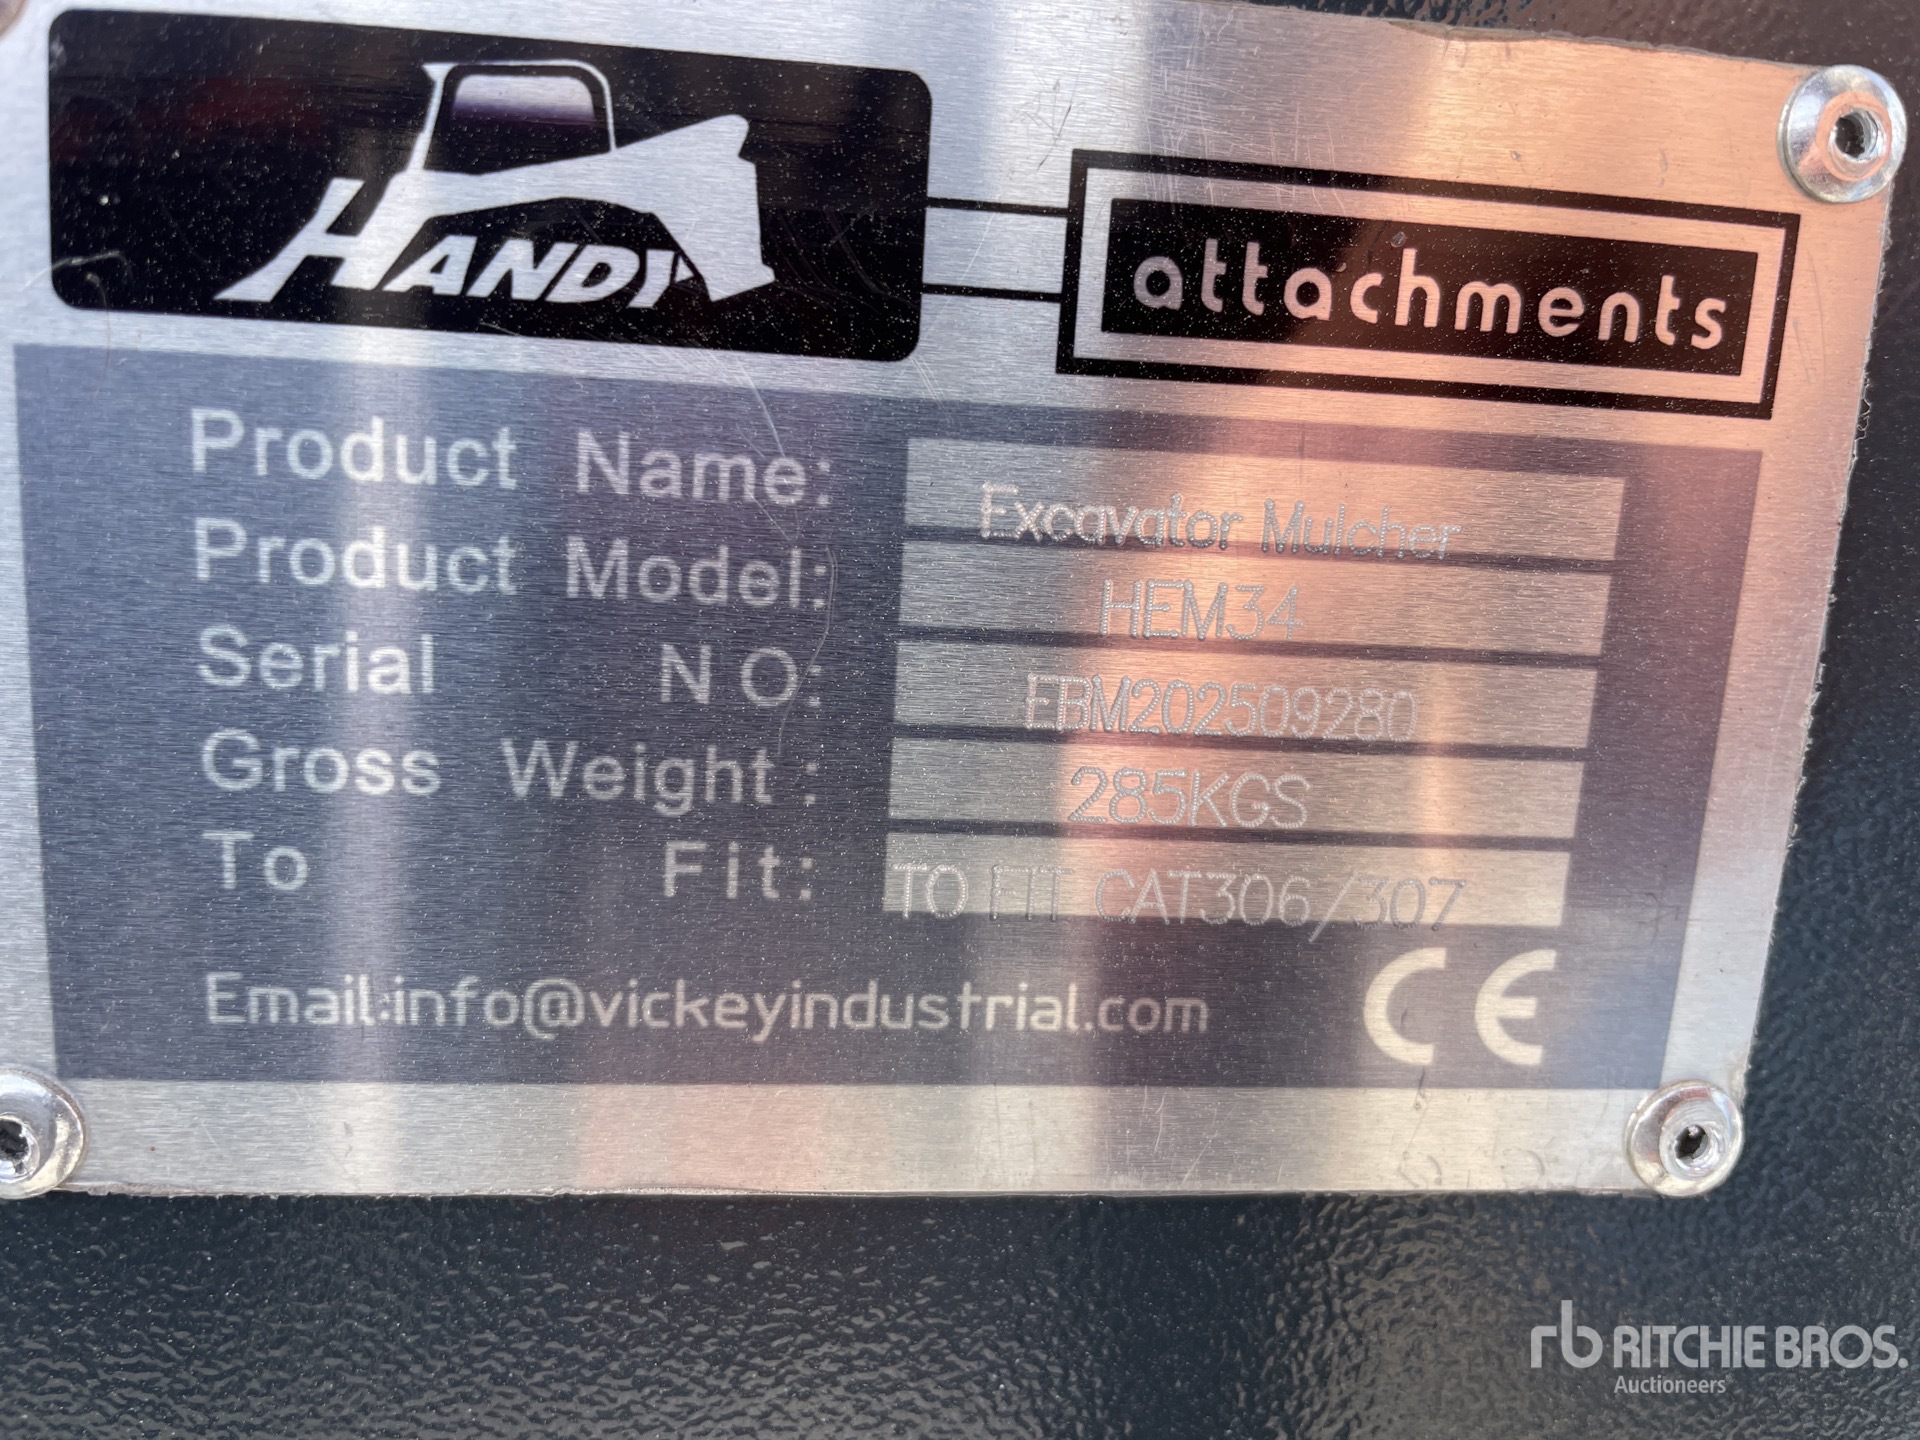 HANDY
attachments
Product Name: Excavator Mulcher
Product Model: HEM34
Serial NO: EBM202509280
Gross Weight: 285KGS
To Fit: TO FIT CAT306/307
Email:info@vickeyindustrial.com
CE
rb RITCHIE BROS.
Auctioneers